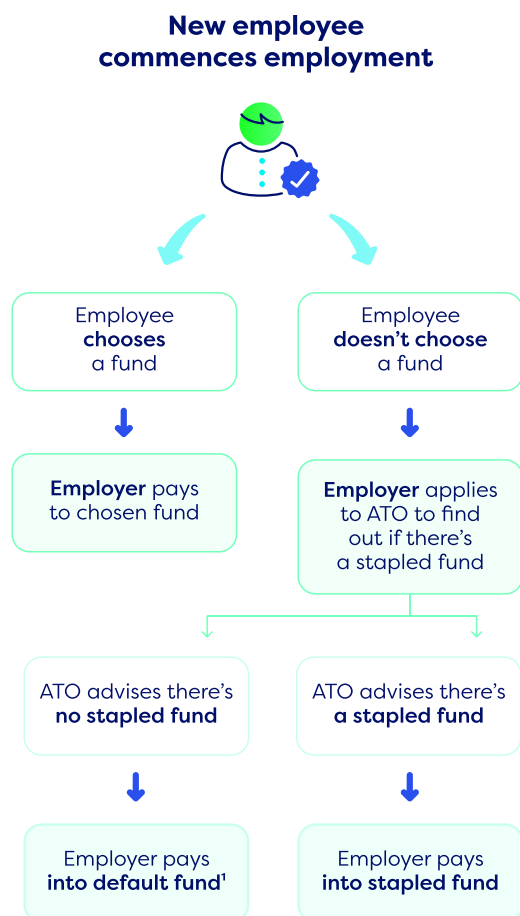 New employee
commences employment
Employee
chooses
a fund
Employee
doesn't choose
a fund
Employer pays
to chosen fund
Employer applies
to ATO to find
out if there's
a stapled fund
ATO advises there's
no stapled fund
ATO advises there's
a stapled fund
Employer pays
into default fund¹
Employer pays
into stapled fund